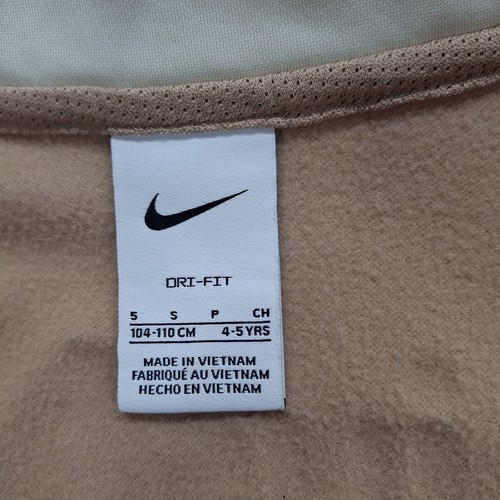 DRI-FIT
5 S P CH
104-110 CM 4-5 YRS
MADE IN VIETNAM
FABRIQUÉ AU VIETNAM
HECHO EN VIETNAM